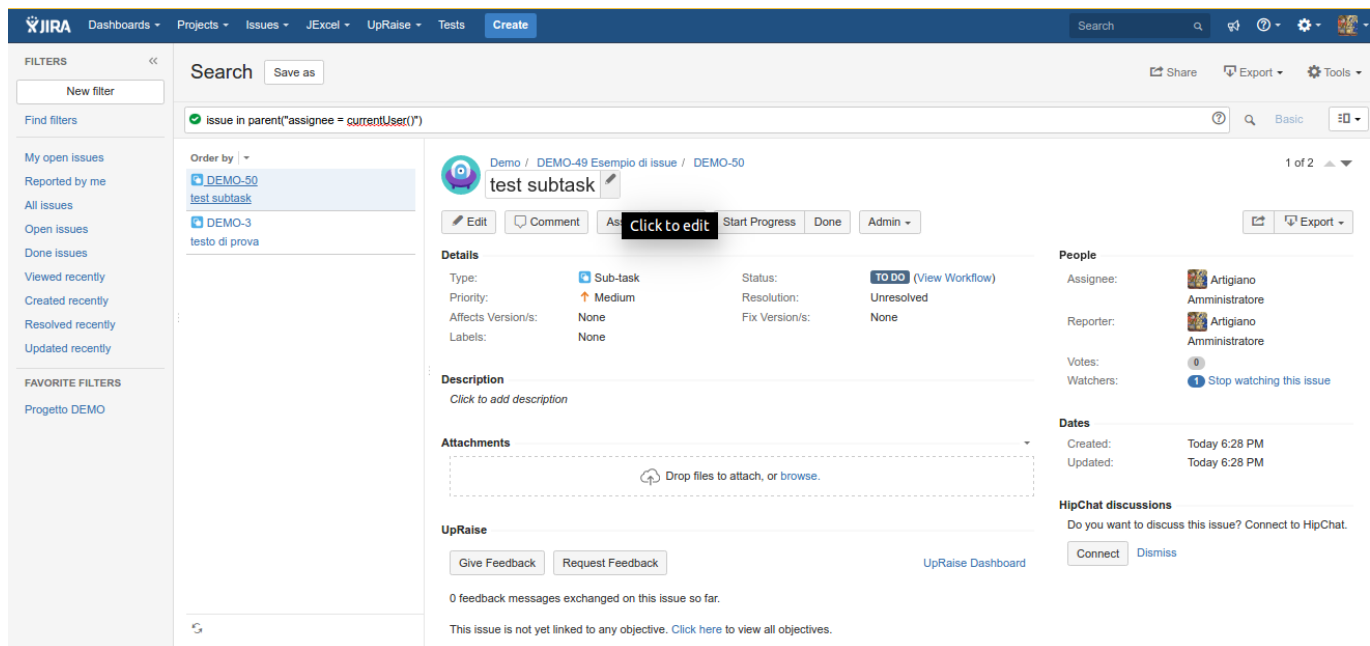 JIRA Dashboards Projects Issues JExcel UpRaise Tests Create Search
FILTERS
New filter
Find filters
My open issues
Reported by me
All issues
Open issues
Done issues
Viewed recently
Created recently
Resolved recently
Updated recently
FAVORITE FILTERS
Progetto DEMO
Search Save as Share Export Tools
issue in parent("assignee = currentUser()") Basic
Order by
DEMO-50
test subtask
DEMO-3
testo di prova
Demo / DEMO-49 Esempio di issue / DEMO-50 1 of 2
test subtask
Edit Comment Click to edit Start Progress Done Admin Export
Details
Type: Sub-task Status: TO DO (View Workflow)
Priority: Medium Resolution: Unresolved
Affects Version/s: None Fix Version/s: None
Labels: None
Description
Click to add description
Attachments
Drop files to attach, or browse.
UpRaise
Give Feedback Request Feedback UpRaise Dashboard
0 feedback messages exchanged on this issue so far.
This issue is not yet linked to any objective. Click here to view all objectives.
People
Assignee: Artigiano
Amministratore
Reporter: Artigiano
Amministratore
Votes: 0
Watchers: 1 Stop watching this issue
Dates
Created: Today 6:28 PM
Updated: Today 6:28 PM
HipChat discussions
Do you want to discuss this issue? Connect to HipChat.
Connect Dismiss